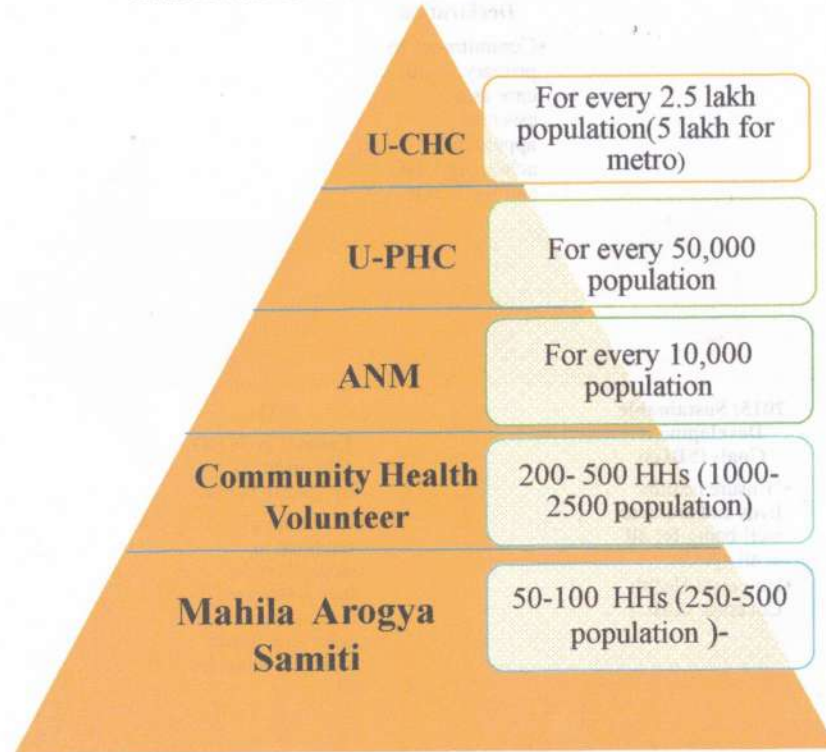 U-CHC
For every 2.5 lakh
population(5 lakh for
metro)
U-PHC
For every 50,000
population
ANM
For every 10,000
population
Community Health
Volunteer
200- 500 HHs (1000-
2500 population)
Mahila Arogya
Samiti
50-100 HHs (250-500
population )-